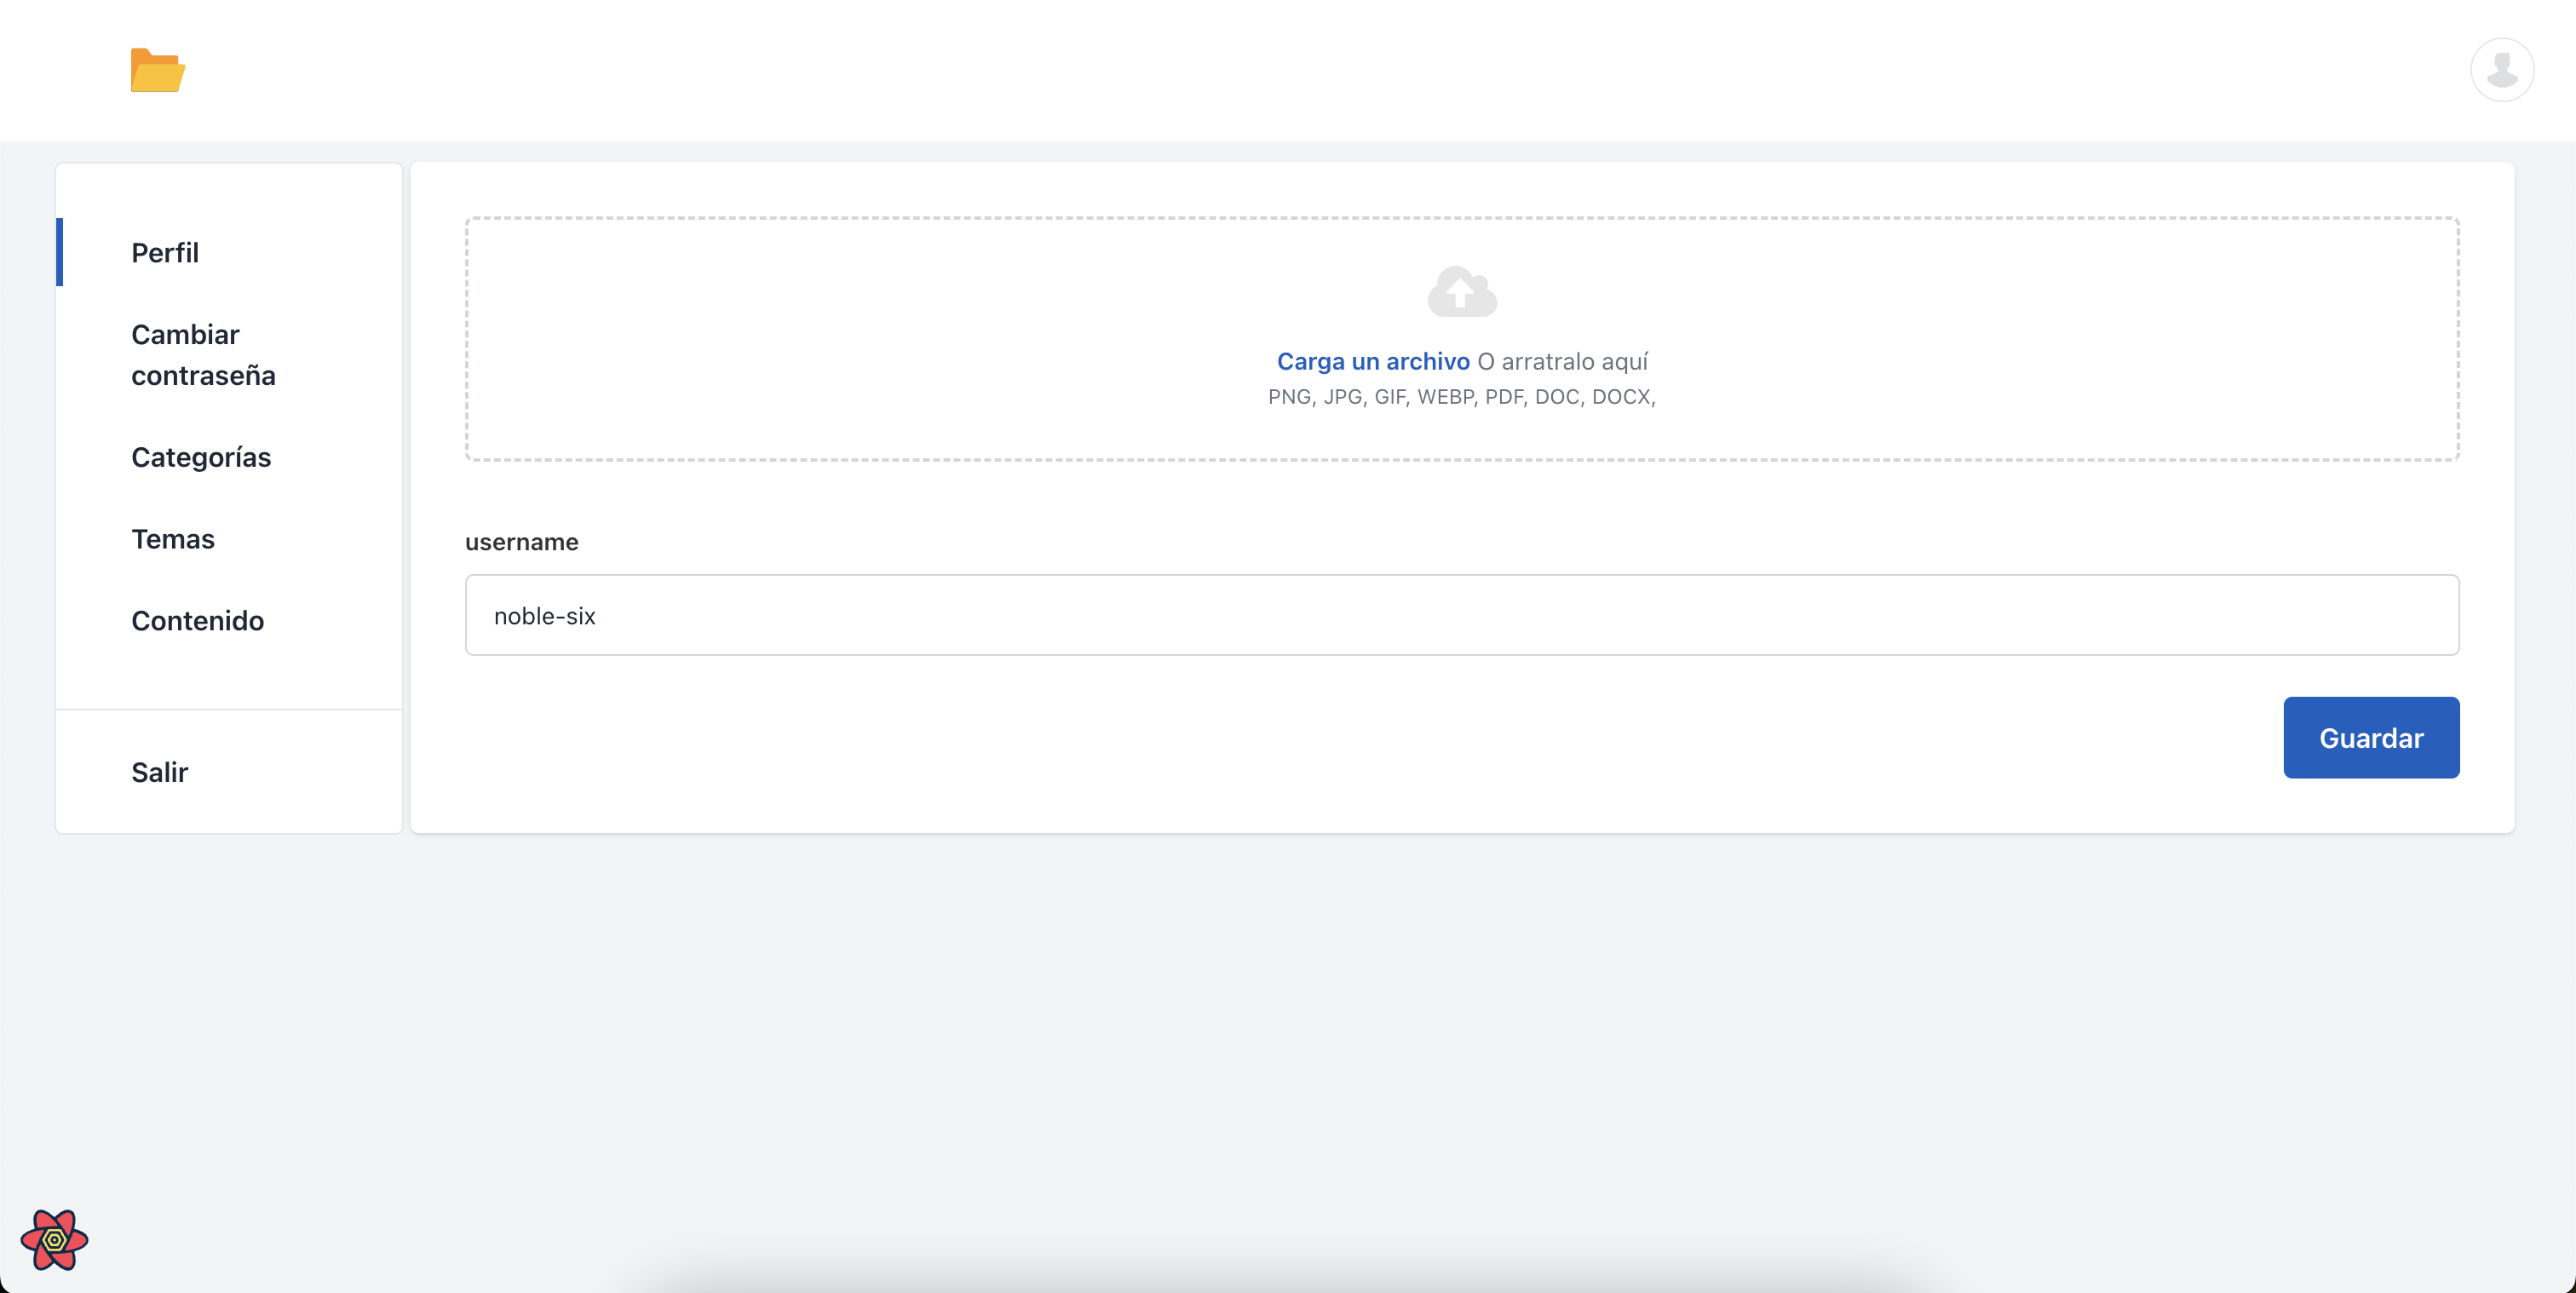 Perfil
Cambiar
contraseña
Categorías
Temas
Contenido
Salir
Carga un archivo O arratralo aquí
PNG, JPG, GIF, WEBP, PDF, DOC, DOCX,
username
noble-six
Guardar